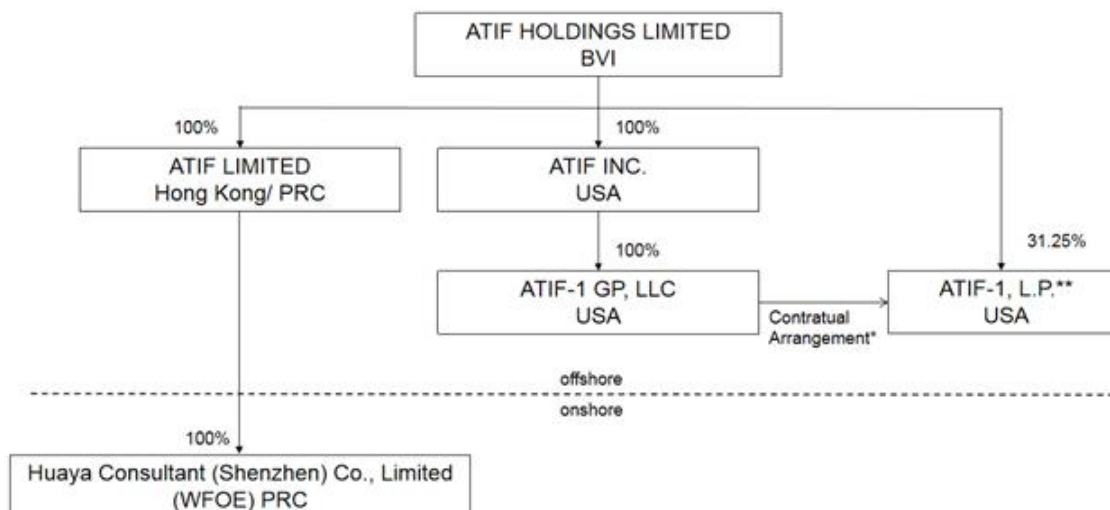 ATIF HOLDINGS LIMITED
BVI
100%
100%
ATIF LIMITED
Hong Kong/ PRC
ATIF INC.
USA
100%
31.25%
ATIF-1 GP, LLC
USA
Contratual
Arrangement*
ATIF-1, L.P.**
USA
offshore
onshore
100%
Huaya Consultant (Shenzhen) Co., Limited
(WFOE) PRC